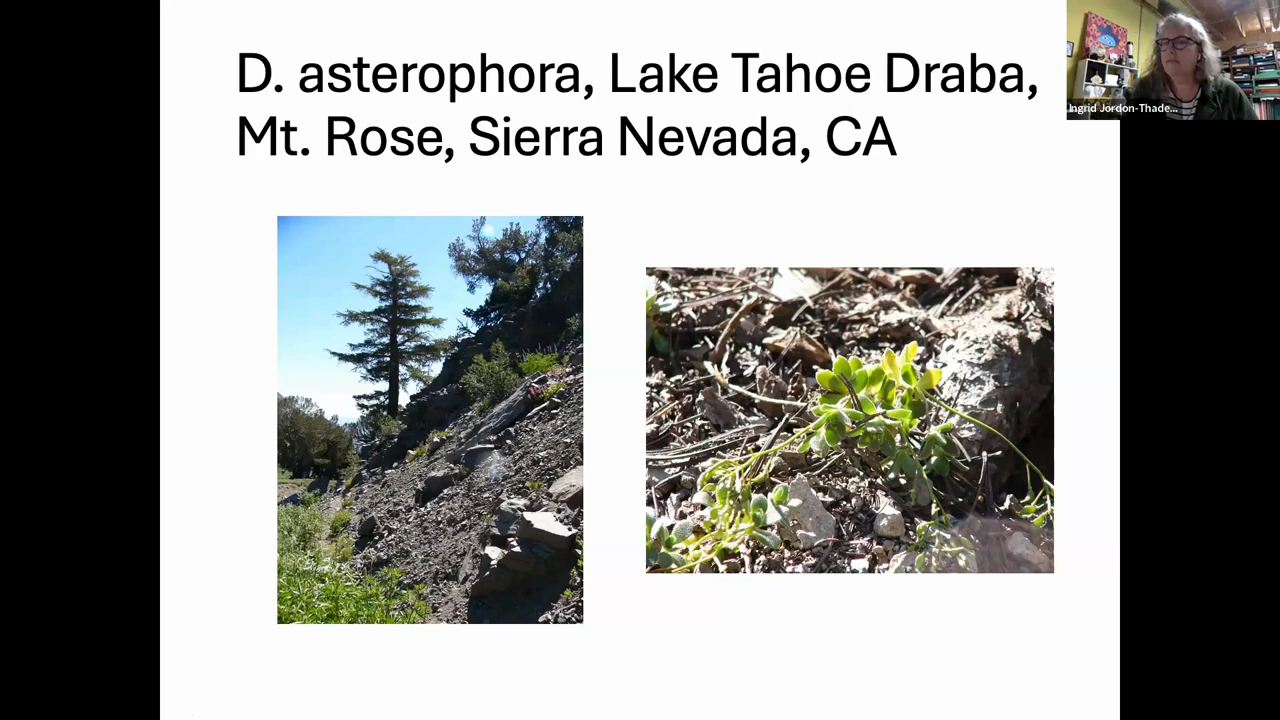 D. asterophora, Lake Tahoe Draba,
Mt. Rose, Sierra Nevada, CA
Ingrid Jordon-Thade...